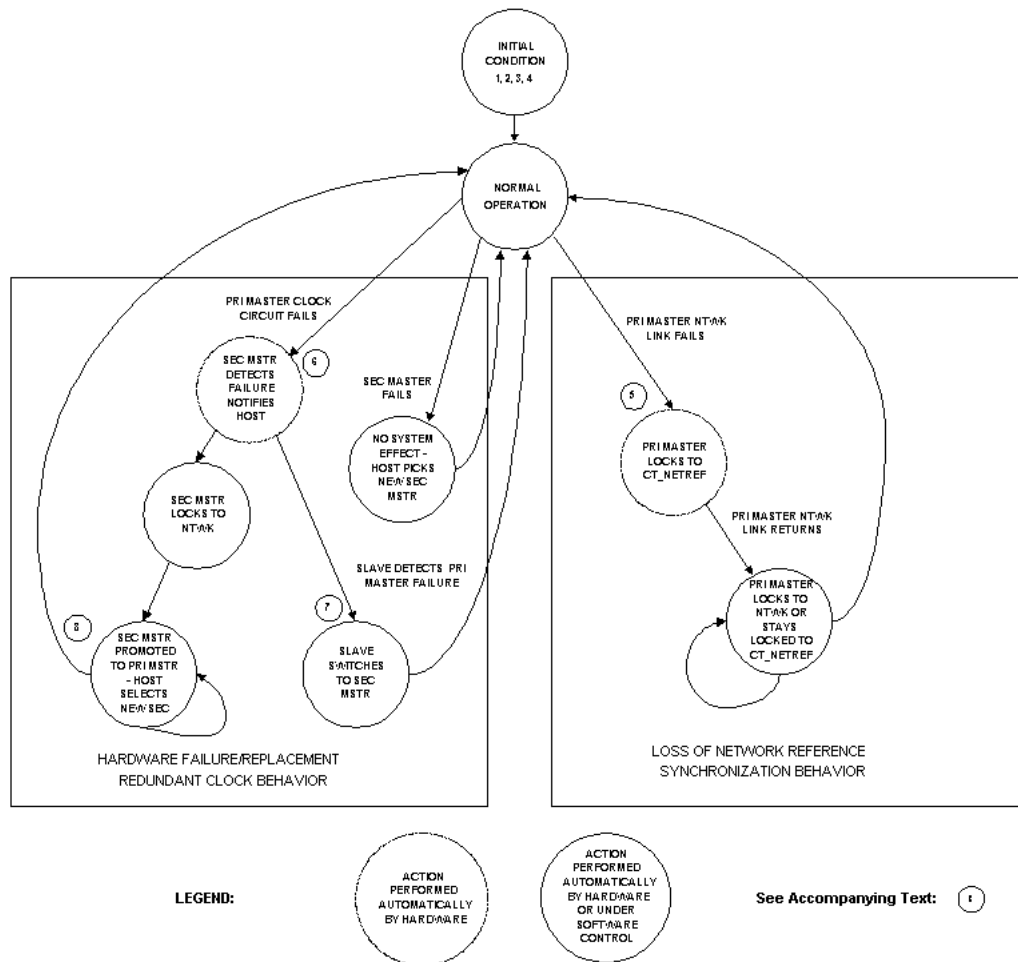 INITIAL
CONDITION
1, 2, 3, 4
NORMAL
OPERATION
PRI MASTER CLOCK
CIRCUIT FAILS
SEC MSTR
DETECTS
FAILURE
NOTIFIES
HOST
6
SEC MASTER
FAILS
NO SYSTEM
EFFECT -
HOST PICKS
NEW SEC
MSTR
SEC MSTR
LOCKS TO
NTWK
SLAVE DETECTS PRI
MASTER FAILURE
7
SLAVE
SWITCHES
TO SEC
MSTR
8
SEC MSTR
PROMOTED
TO PRI MSTR
- HOST
SELECTS
NEW SEC
HARDWARE FAILURE/REPLACEMENT
REDUNDANT CLOCK BEHAVIOR
PRI MASTER NTWK
LINK FAILS
5
PRI MASTER
LOCKS TO
CT_NETREF
PRI MASTER NTWK
LINK RETURNS
PRI MASTER
LOCKS TO
NTWK OR
STAYS
LOCKED TO
CT_NETREF
LOSS OF NETWORK REFERENCE
SYNCHRONIZATION BEHAVIOR
LEGEND:
ACTION
PERFORMED
AUTOMATICALLY
BY HARDWARE
ACTION
PERFORMED
AUTOMATICALLY
BY HARDWARE
OR UNDER
SOFTWARE
CONTROL
See Accompanying Text: